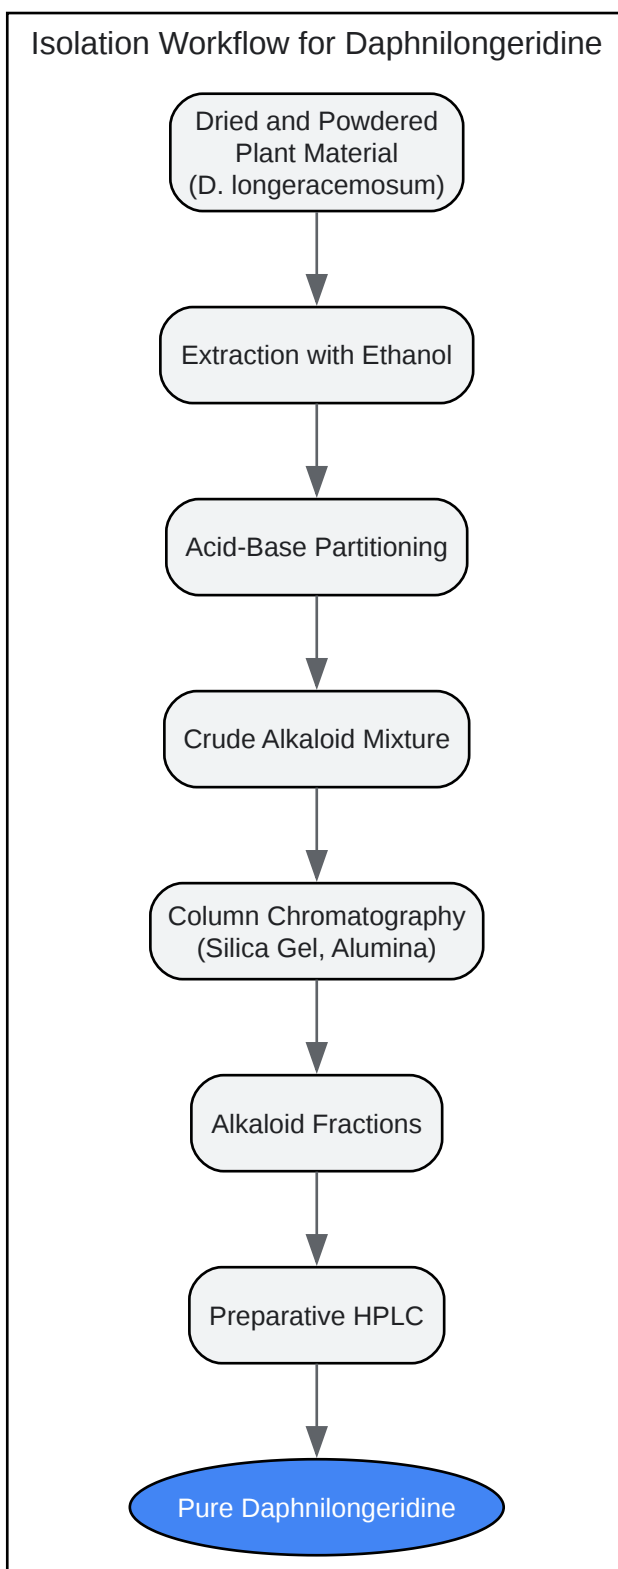 Isolation Workflow for Daphnilongeridine
Dried and Powdered
Plant Material
(D. longeracemosum)
Extraction with Ethanol
Acid-Base Partitioning
Crude Alkaloid Mixture
Column Chromatography
(Silica Gel, Alumina)
Alkaloid Fractions
Preparative HPLC
Pure Daphnilongeridine